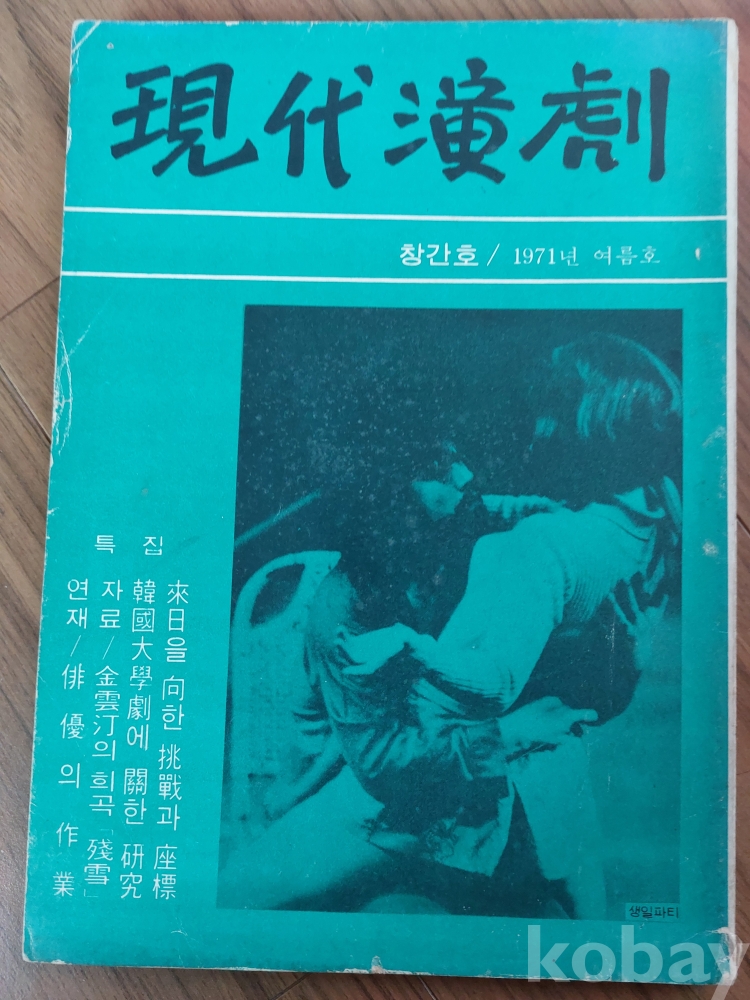 現代演劇
창간호 / 1971년 여름호
특집
來日을 向한 挑戰과 座標
韓國大學劇에 關한 研究
자료/金雲汀의 희곡「殘雪」
연재/俳優의 作業
생일파티
kobay